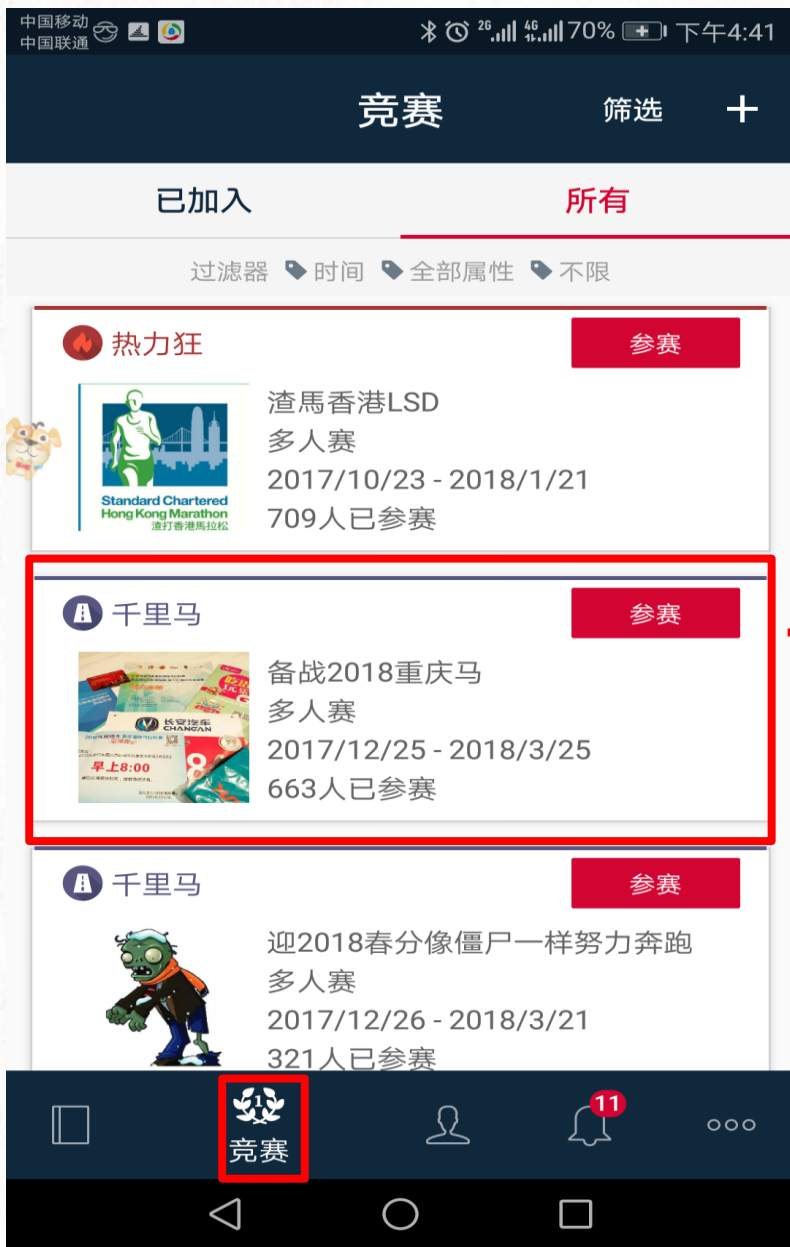 中国移动
中国联通
2G 4G 70% 下午4:41
竞赛 筛选
已加入 所有
过滤器 时间 全部属性 不限
热力狂 参赛
渣馬香港LSD
多人赛
2017/10/23 - 2018/1/21
709人已参赛
Standard Chartered
Hong Kong Marathon
渣打香港馬拉松
千里马 参赛
备战2018重庆马
多人赛
2017/12/25 - 2018/3/25
663人已参赛
长安汽车
CHANGAN
早上8:00
8
千里马 参赛
迎2018春分像僵尸一样努力奔跑
多人赛
2017/12/26 - 2018/3/21
321人已参赛
1
竞赛
11